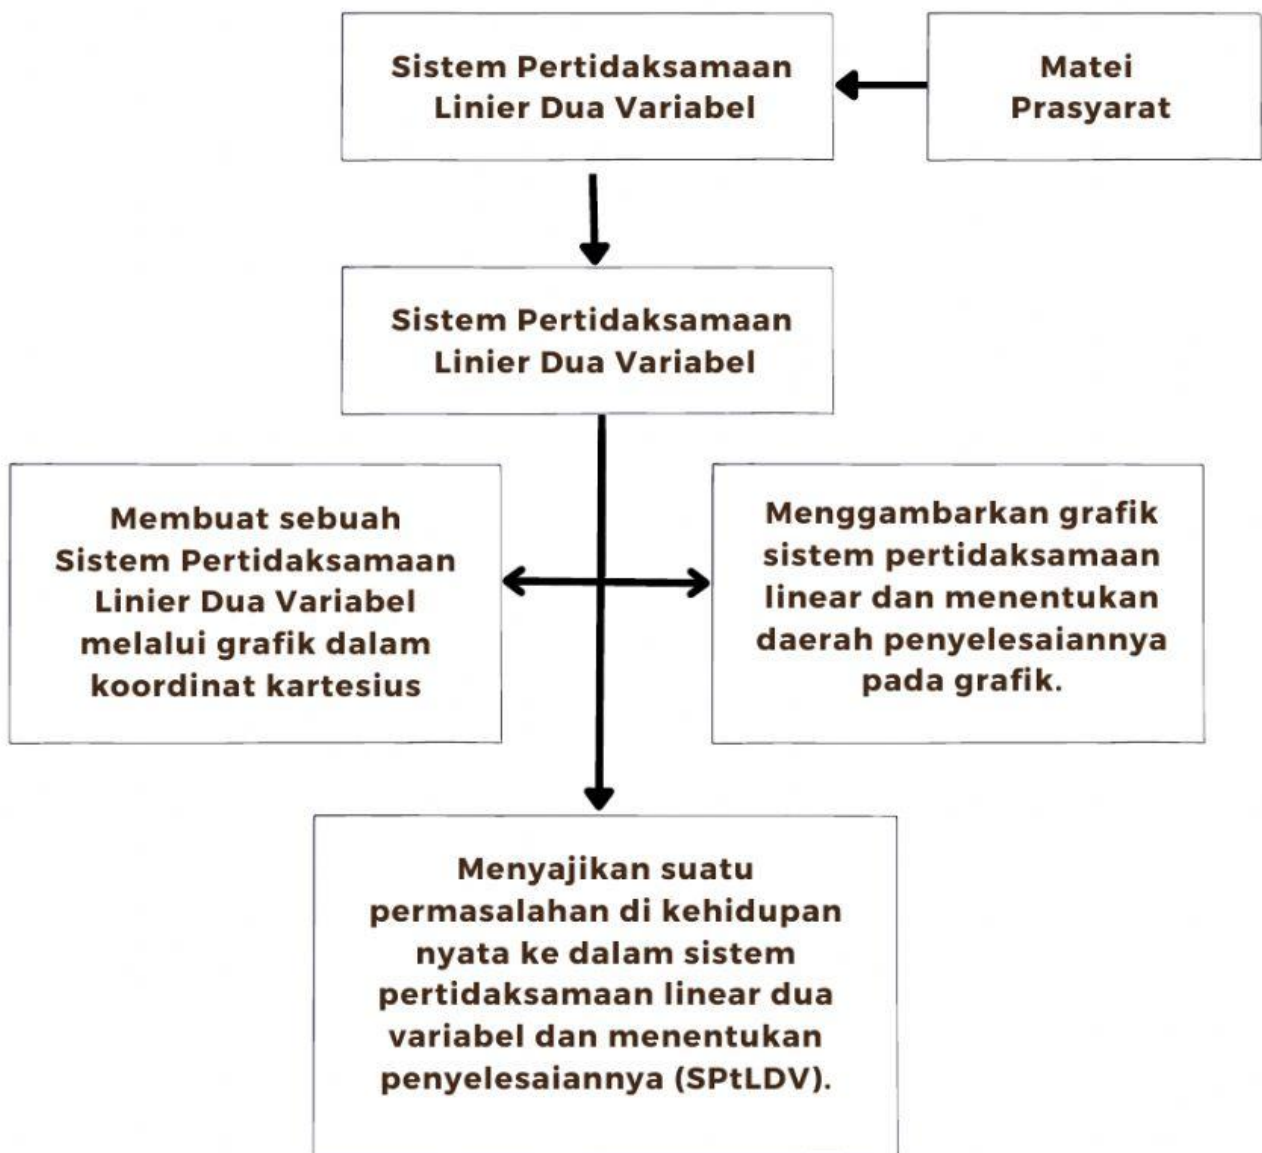 Sistem Pertidaksamaan
Linier Dua Variabel
Matei
Prasyarat
Sistem Pertidaksamaan
Linier Dua Variabel
Membuat sebuah
Sistem Pertidaksamaan
Linier Dua Variabel
melalui grafik dalam
koordinat kartesius
Menggambarkan grafik
sistem pertidaksamaan
linear dan menentukan
daerah penyelesaiannya
pada grafik.
Menyajikan suatu
permasalahan di kehidupan
nyata ke dalam sistem
pertidaksamaan linear dua
variabel dan menentukan
penyelesaiannya (SPtLDV).